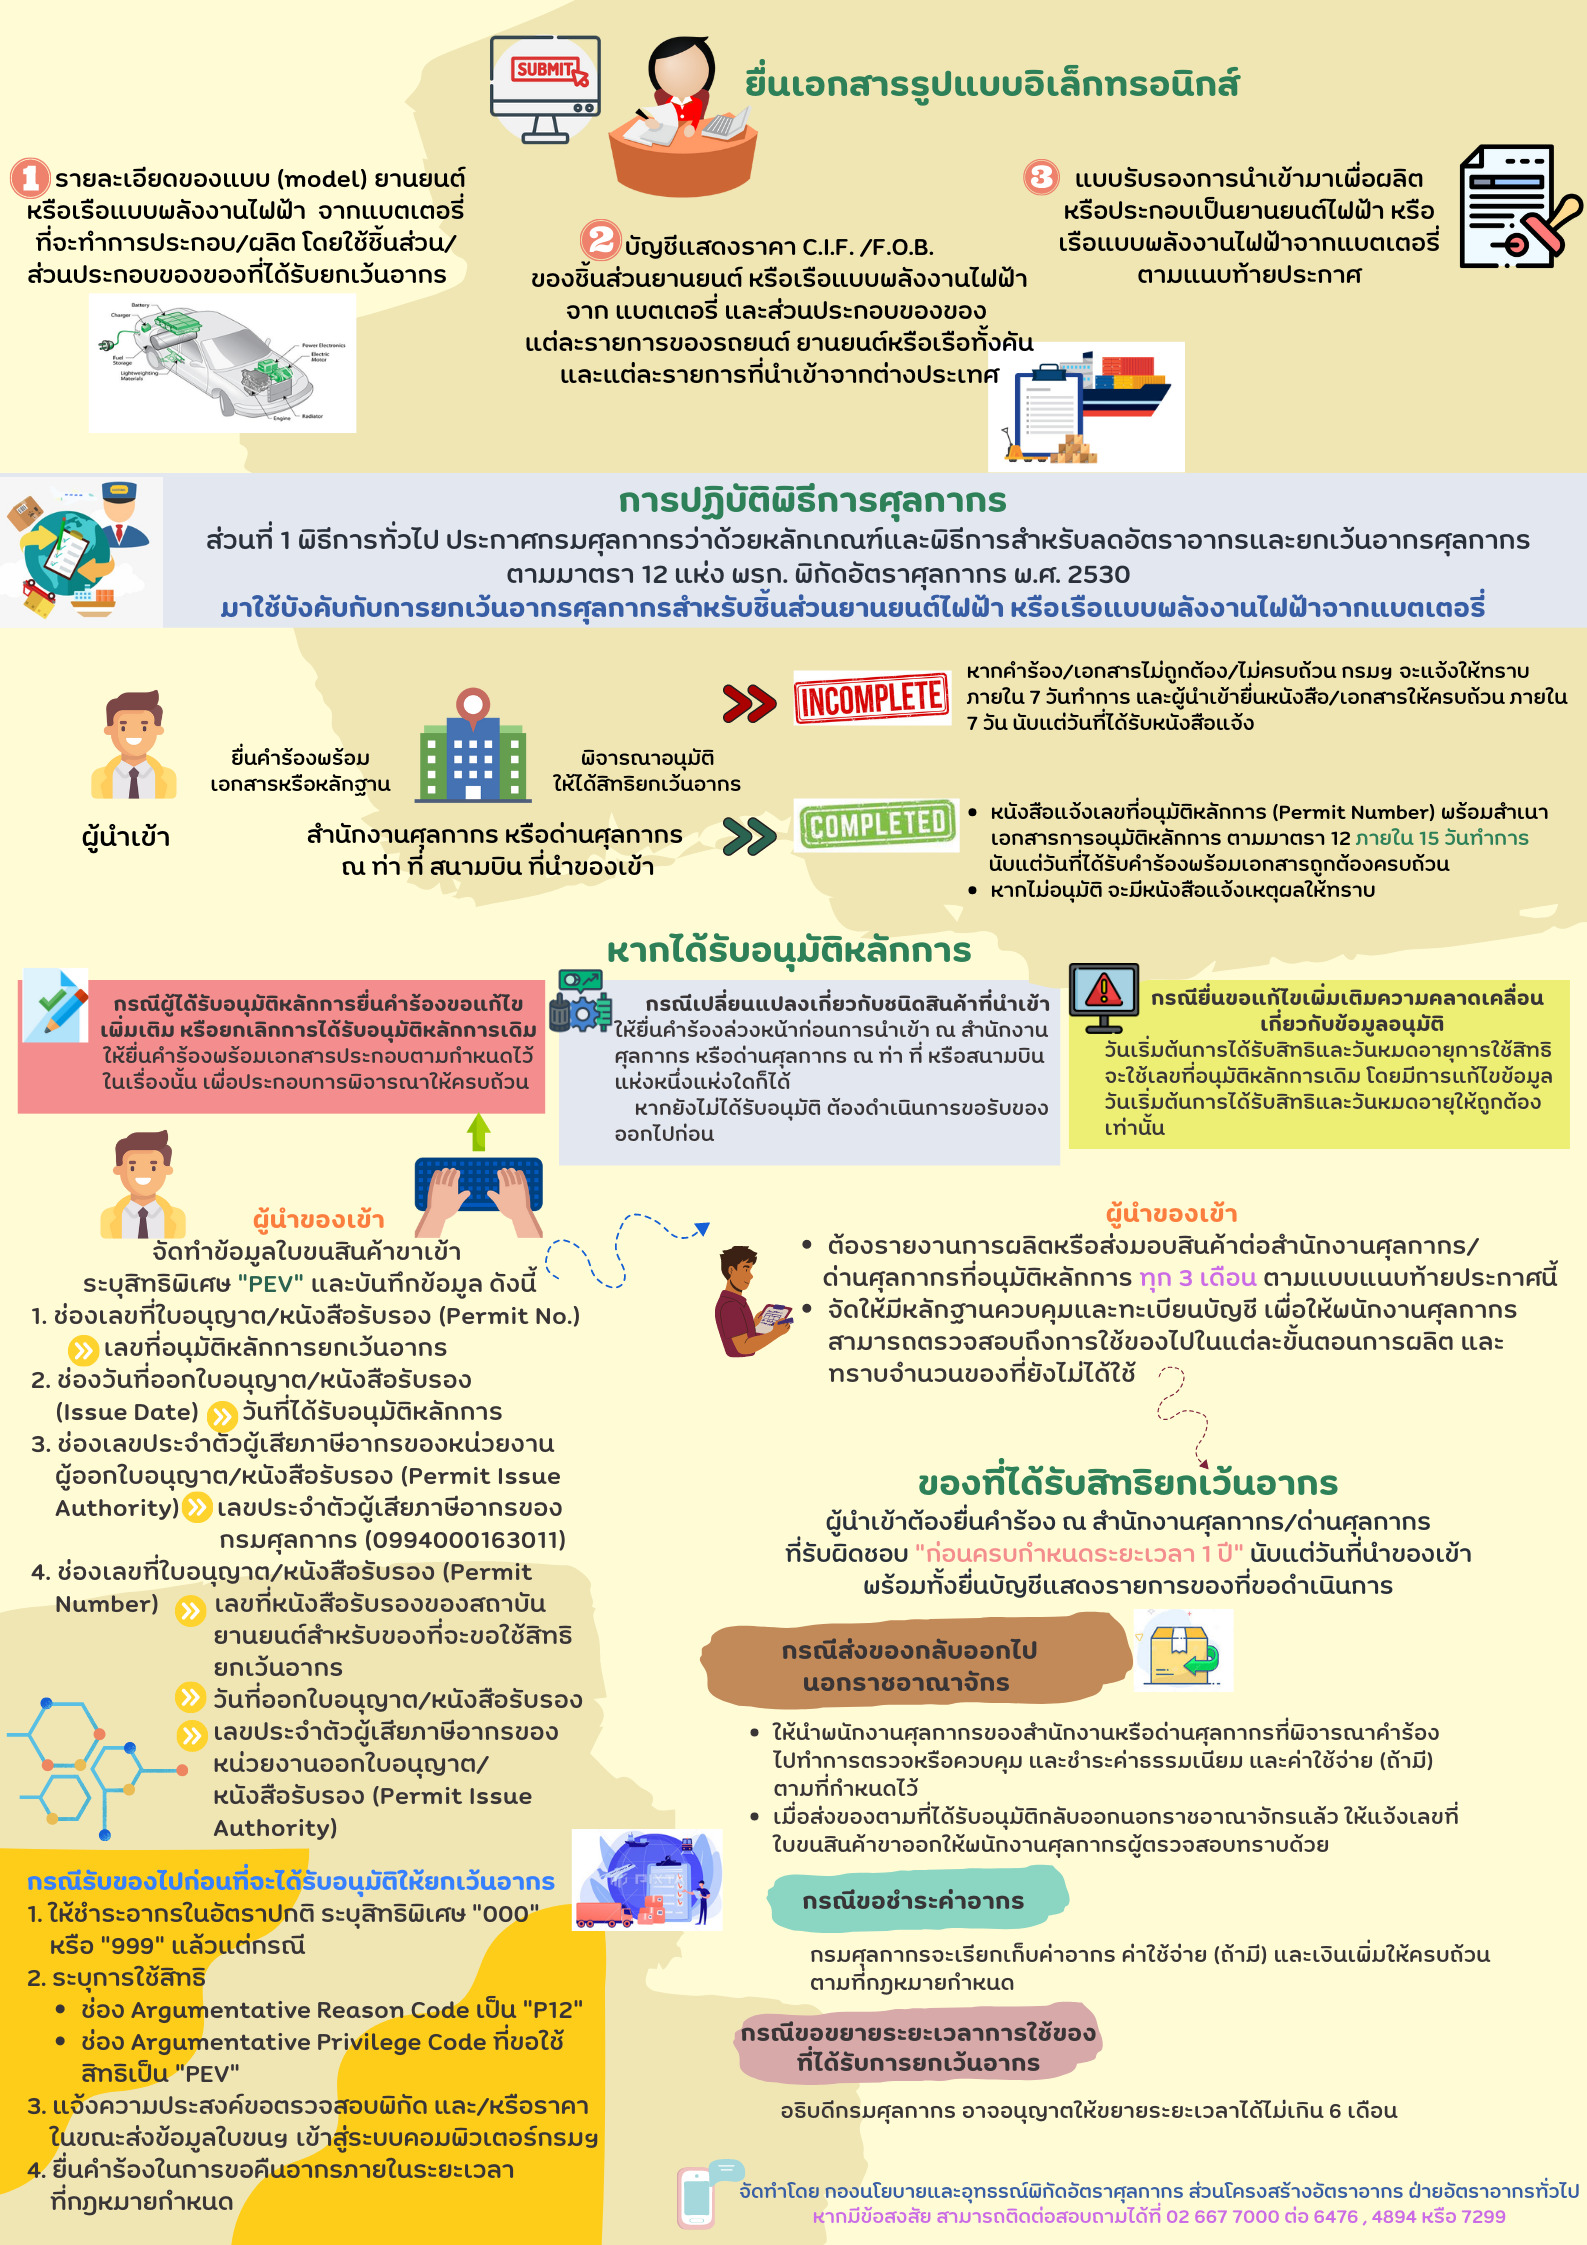 SUBMIT
ยื่นเอกสารรูปแบบอิเล็กทรอนิกส์
1 รายละเอียดของแบบ (model) ยานยนต์
หรือเรือแบบพลังงานไฟฟ้า จากแบตเตอรี่
ที่จะทำการประกอบ/ผลิต โดยใช้ชิ้นส่วน/
ส่วนประกอบของของที่ได้รับยกเว้นอากร
Battery
Charger
Fuel
Storage
Lightweighting
Materials
Power Electronics
Electric
Motor
Engine
Radiator
2 บัญชีแสดงราคา C.I.F. /F.O.B.
ของชิ้นส่วนยานยนต์ หรือเรือแบบพลังงานไฟฟ้า
จาก แบตเตอรี่ และส่วนประกอบของของ
แต่ละรายการของรถยนต์ ยานยนต์หรือเรือทั้งคัน
และแต่ละรายการที่นำเข้าจากต่างประเทศ
3 แบบรับรองการนำเข้ามาเพื่อผลิต
หรือประกอบเป็นยานยนต์ไฟฟ้า หรือ
เรือแบบพลังงานไฟฟ้าจากแบตเตอรี่
ตามแนบท้ายประกาศ
การปฏิบัติพิธีการศุลกากร
ส่วนที่ 1 พิธีการทั่วไป ประกาศกรมศุลกากรว่าด้วยหลักเกณฑ์และพิธีการสำหรับลดอัตราอากรและยกเว้นอากรศุลกากร
ตามมาตรา 12 แห่ง พรก. พิกัดอัตราศุลกากร พ.ศ. 2530
มาใช้บังคับกับการยกเว้นอากรศุลกากรสำหรับชิ้นส่วนยานยนต์ไฟฟ้า หรือเรือแบบพลังงานไฟฟ้าจากแบตเตอรี่
ผู้นำเข้า
ยื่นคำร้องพร้อม
เอกสารหรือหลักฐาน
สำนักงานศุลกากร หรือด่านศุลกากร
ณ ท่า ที่ สนามบิน ที่นำของเข้า
พิจารณาอนุมัติ
ให้ได้สิทธิยกเว้นอากร
INCOMPLETE
หากคำร้อง/เอกสารไม่ถูกต้อง/ไม่ครบถ้วน กรมฯ จะแจ้งให้ทราบ
ภายใน 7 วันทำการ และผู้นำเข้ายื่นหนังสือ/เอกสารให้ครบถ้วน ภายใน
7 วัน นับแต่วันที่ได้รับหนังสือแจ้ง
COMPLETED
• หนังสือแจ้งเลขที่อนุมัติหลักการ (Permit Number) พร้อมสำเนา
เอกสารการอนุมัติหลักการ ตามมาตรา 12 ภายใน 15 วันทำการ
นับแต่วันที่ได้รับคำร้องพร้อมเอกสารถูกต้องครบถ้วน
• หากไม่อนุมัติ จะมีหนังสือแจ้งเหตุผลให้ทราบ
หากได้รับอนุมัติหลักการ
กรณีผู้ได้รับอนุมัติหลักการยื่นคำร้องขอแก้ไข
เพิ่มเติม หรือยกเลิกการได้รับอนุมัติหลักการเดิม
ให้ยื่นคำร้องพร้อมเอกสารประกอบตามกำหนดไว้
ในเรื่องนั้น เพื่อประกอบการพิจารณาให้ครบถ้วน
กรณีเปลี่ยนแปลงเกี่ยวกับชนิดสินค้าที่นำเข้า
ให้ยื่นคำร้องล่วงหน้าก่อนการนำเข้า ณ สำนักงาน
ศุลกากร หรือด่านศุลกากร ณ ท่า ที่ หรือสนามบิน
แห่งหนึ่งแห่งใดก็ได้
หากยังไม่ได้รับอนุมัติ ต้องดำเนินการขอรับของ
ออกไปก่อน
กรณียื่นขอแก้ไขเพิ่มเติมความคลาดเคลื่อน
เกี่ยวกับข้อมูลอนุมัติ
วันเริ่มต้นการได้รับสิทธิและวันหมดอายุการใช้สิทธิ
จะใช้เลขที่อนุมัติหลักการเดิม โดยมีการแก้ไขข้อมูล
วันเริ่มต้นการได้รับสิทธิและวันหมดอายุให้ถูกต้อง
เท่านั้น
ผู้นำของเข้า
จัดทำข้อมูลใบขนสินค้าขาเข้า
ระบุสิทธิพิเศษ "PEV" และบันทึกข้อมูล ดังนี้
1. ช่องเลขที่ใบอนุญาต/หนังสือรับรอง (Permit No.)
เลขที่อนุมัติหลักการยกเว้นอากร
2. ช่องวันที่ออกใบอนุญาต/หนังสือรับรอง
(Issue Date) วันที่ได้รับอนุมัติหลักการ
3. ช่องเลขประจำตัวผู้เสียภาษีอากรของหน่วยงาน
ผู้ออกใบอนุญาต/หนังสือรับรอง (Permit Issue
Authority) เลขประจำตัวผู้เสียภาษีอากรของ
กรมศุลกากร (0994000163011)
4. ช่องเลขที่ใบอนุญาต/หนังสือรับรอง (Permit
Number) เลขที่หนังสือรับรองของสถาบัน
ยานยนต์สำหรับของที่จะขอใช้สิทธิ
ยกเว้นอากร
วันที่ออกใบอนุญาต/หนังสือรับรอง
เลขประจำตัวผู้เสียภาษีอากรของ
หน่วยงานออกใบอนุญาต/
หนังสือรับรอง (Permit Issue
Authority)
กรณีรับของไปก่อนที่จะได้รับอนุมัติให้ยกเว้นอากร
1. ให้ชำระอากรในอัตราปกติ ระบุสิทธิพิเศษ "000"
หรือ "999" แล้วแต่กรณี
2. ระบุการใช้สิทธิ
• ช่อง Argumentative Reason Code เป็น "P12"
• ช่อง Argumentative Privilege Code ที่ขอใช้
สิทธิเป็น "PEV"
3. แจ้งความประสงค์ขอตรวจสอบพิกัด และ/หรือราคา
ในขณะส่งข้อมูลใบขนฯ เข้าสู่ระบบคอมพิวเตอร์กรมฯ
4. ยื่นคำร้องในการขอคืนอากรภายในระยะเวลา
ที่กฎหมายกำหนด
ผู้นำของเข้า
• ต้องรายงานการผลิตหรือส่งมอบสินค้าต่อสำนักงานศุลกากร/
ด่านศุลกากรที่อนุมัติหลักการ ทุก 3 เดือน ตามแบบแนบท้ายประกาศนี้
• จัดให้มีหลักฐานควบคุมและทะเบียนบัญชี เพื่อให้พนักงานศุลกากร
สามารถตรวจสอบถึงการใช้ของไปในแต่ละขั้นตอนการผลิต และ
ทราบจำนวนของที่ยังไม่ได้ใช้
ของที่ได้รับสิทธิยกเว้นอากร
ผู้นำเข้าต้องยื่นคำร้อง ณ สำนักงานศุลกากร/ด่านศุลกากร
ที่รับผิดชอบ "ก่อนครบกำหนดระยะเวลา 1 ปี" นับแต่วันที่นำของเข้า
พร้อมทั้งยื่นบัญชีแสดงรายการของที่ขอดำเนินการ
กรณีส่งของกลับออกไป
นอกราชอาณาจักร
• ให้นำพนักงานศุลกากรของสำนักงานหรือด่านศุลกากรที่พิจารณาคำร้อง
ไปทำการตรวจหรือควบคุม และชำระค่าธรรมเนียม และค่าใช้จ่าย (ถ้ามี)
ตามที่กำหนดไว้
• เมื่อส่งของตามที่ได้รับอนุมัติกลับออกนอกราชอาณาจักรแล้ว ให้แจ้งเลขที่
ใบขนสินค้าขาออกให้พนักงานศุลกากรผู้ตรวจสอบทราบด้วย
กรณีขอชำระค่าอากร
กรมศุลกากรจะเรียกเก็บค่าอากร ค่าใช้จ่าย (ถ้ามี) และเงินเพิ่มให้ครบถ้วน
ตามที่กฎหมายกำหนด
กรณีขอขยายระยะเวลาการใช้ของ
ที่ได้รับการยกเว้นอากร
อธิบดีกรมศุลกากร อาจอนุญาตให้ขยายระยะเวลาได้ไม่เกิน 6 เดือน
จัดทำโดย กองนโยบายและอุทธรณ์พิกัดอัตราศุลกากร ส่วนโครงสร้างอัตราอากร ฝ่ายอัตราอากรทั่วไป
หากมีข้อสงสัย สามารถติดต่อสอบถามได้ที่ 02 667 7000 ต่อ 6476 , 4894 หรือ 7299